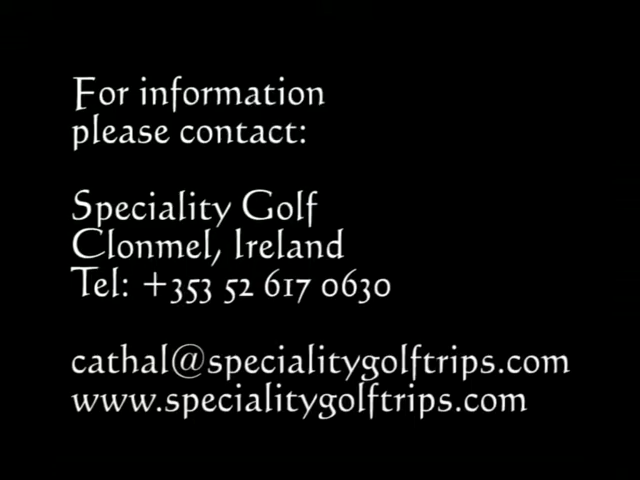 For information
please contact:
Speciality Golf
Clonmel, Ireland
Tel: +353 52 617 0630
cathal@specialitygolftrips.com
www.specialitygolftrips.com